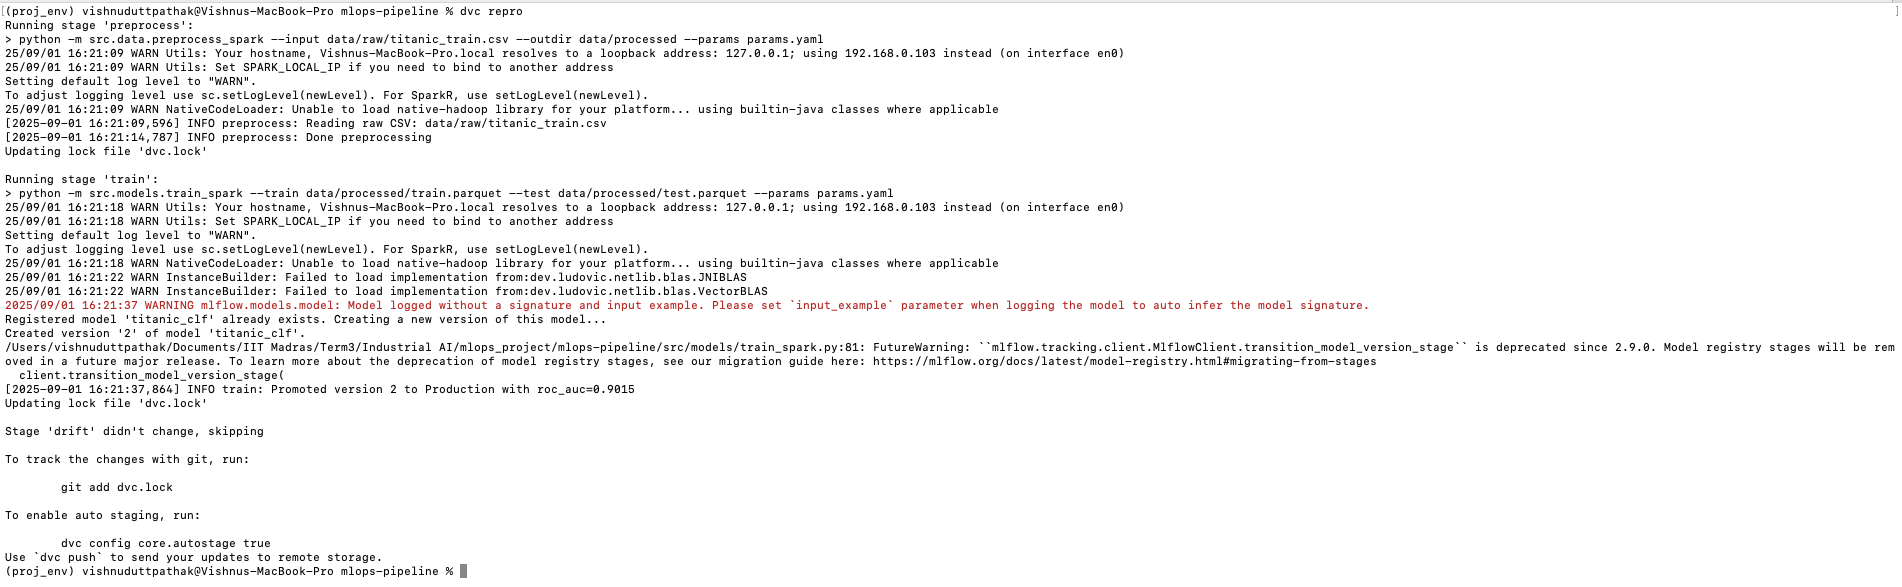 [(proj_env) vishnuduttpathak@Vishnus-MacBook-Pro mlops-pipeline % dvc repro ]
Running stage 'preprocess':
> python -m src.data.preprocess_spark --input data/raw/titanic_train.csv --outdir data/processed --params params.yaml
25/09/01 16:21:09 WARN Utils: Your hostname, Vishnus-MacBook-Pro.local resolves to a loopback address: 127.0.0.1; using 192.168.0.103 instead (on interface en0)
25/09/01 16:21:09 WARN Utils: Set SPARK_LOCAL_IP if you need to bind to another address
Setting default log level to "WARN".
To adjust logging level use sc.setLogLevel(newLevel). For SparkR, use setLogLevel(newLevel).
25/09/01 16:21:09 WARN NativeCodeLoader: Unable to load native-hadoop library for your platform... using builtin-java classes where applicable
[2025-09-01 16:21:09,596] INFO preprocess: Reading raw CSV: data/raw/titanic_train.csv
[2025-09-01 16:21:14,787] INFO preprocess: Done preprocessing
Updating lock file 'dvc.lock'
Running stage 'train':
> python -m src.models.train_spark --train data/processed/train.parquet --test data/processed/test.parquet --params params.yaml
25/09/01 16:21:18 WARN Utils: Your hostname, Vishnus-MacBook-Pro.local resolves to a loopback address: 127.0.0.1; using 192.168.0.103 instead (on interface en0)
25/09/01 16:21:18 WARN Utils: Set SPARK_LOCAL_IP if you need to bind to another address
Setting default log level to "WARN".
To adjust logging level use sc.setLogLevel(newLevel). For SparkR, use setLogLevel(newLevel).
25/09/01 16:21:18 WARN NativeCodeLoader: Unable to load native-hadoop library for your platform... using builtin-java classes where applicable
25/09/01 16:21:22 WARN InstanceBuilder: Failed to load implementation from:dev.ludovic.netlib.blas.JNIBLAS
25/09/01 16:21:22 WARN InstanceBuilder: Failed to load implementation from:dev.ludovic.netlib.blas.VectorBLAS
2025/09/01 16:21:37 WARNING mlflow.models.model: Model logged without a signature and input example. Please set `input_example` parameter when logging the model to auto infer the model signature.
Registered model 'titanic_clf' already exists. Creating a new version of this model...
Created version '2' of model 'titanic_clf'.
/Users/vishnuduttpathak/Documents/IIT Madras/Term3/Industrial AI/mlops_project/mlops-pipeline/src/models/train_spark.py:81: FutureWarning: ``mlflow.tracking.client.MlflowClient.transition_model_version_stage`` is deprecated since 2.9.0. Model registry stages will be rem
oved in a future major release. To learn more about the deprecation of model registry stages, see our migration guide here: https://mlflow.org/docs/latest/model-registry.html#migrating-from-stages
client.transition_model_version_stage(
[2025-09-01 16:21:37,864] INFO train: Promoted version 2 to Production with roc_auc=0.9015
Updating lock file 'dvc.lock'
Stage 'drift' didn't change, skipping
To track the changes with git, run:
git add dvc.lock
To enable auto staging, run:
dvc config core.autostage true
Use `dvc push` to send your updates to remote storage.
(proj_env) vishnuduttpathak@Vishnus-MacBook-Pro mlops-pipeline %